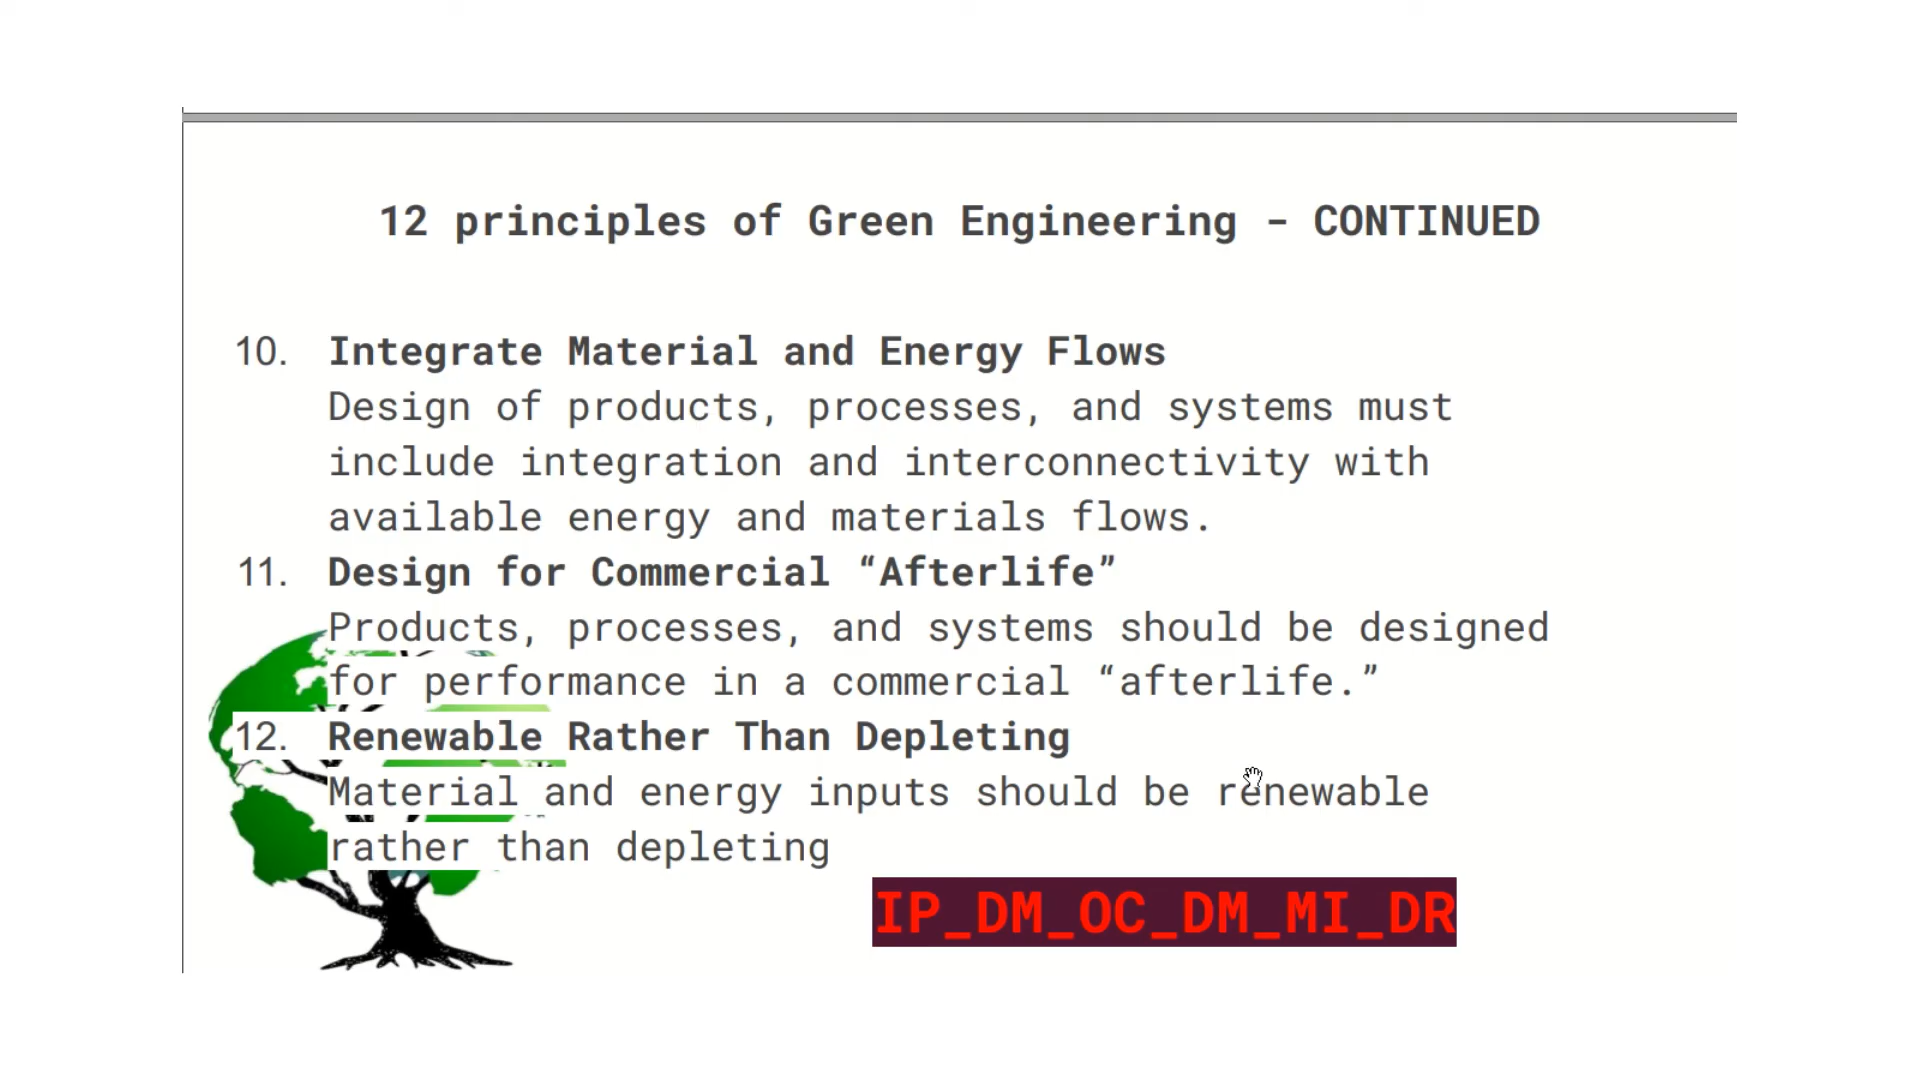 12 principles of Green Engineering - CONTINUED
10. Integrate Material and Energy Flows
Design of products, processes, and systems must
include integration and interconnectivity with
available energy and materials flows.
11. Design for Commercial “Afterlife”
Products, processes, and systems should be designed
for performance in a commercial “afterlife.”
12. Renewable Rather Than Depleting
Material and energy inputs should be renewable
rather than depleting
IP_DM_OC_DM_MI_DR